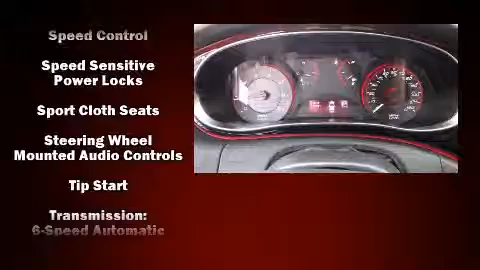 Speed Control
Speed Sensitive
Power Locks
Sport Cloth Seats
Steering Wheel
Mounted Audio Controls
Tip Start
Transmission:
6-Speed Automatic